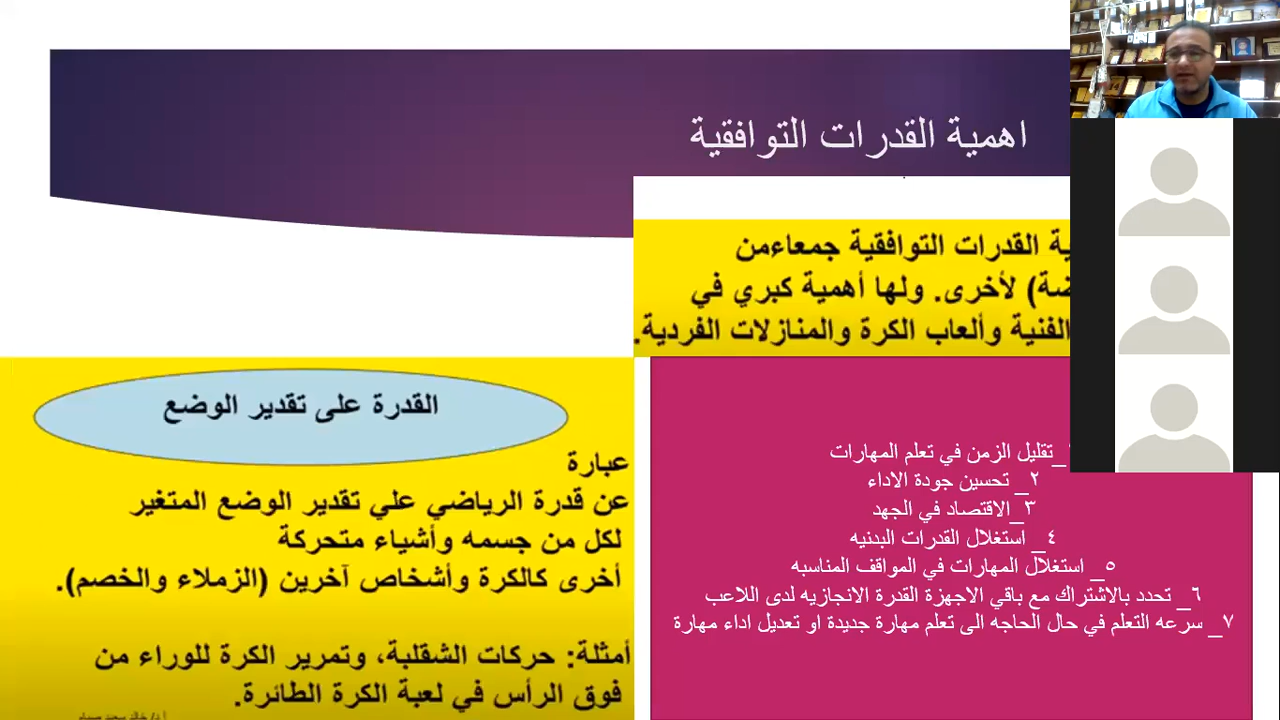 اهمية القدرات التوافقية
ية القدرات التوافقية جمعاءمن
ضة) لأخرى. ولها أهمية كبري في
الفنية وألعاب الكرة والمنازلات الفردية.
القدرة على تقدير الوضع
عبارة
عن قدرة الرياضي علي تقدير الوضع المتغير
لكل من جسمه وأشياء متحركة
أخرى كالكرة وأشخاص آخرين (الزملاء والخصم).
أمثلة: حركات الشقلبة، وتمرير الكرة للوراء من
فوق الرأس في لعبة الكرة الطائرة.
_ تقليل الزمن في تعلم المهارات
٢_ تحسين جودة الاداء
٣_الاقتصاد في الجهد
٤_ استغلال القدرات البدنيه
٥_ استغلال المهارات في المواقف المناسبه
٦_ تحدد بالاشتراك مع باقي الاجهزة القدرة الانجازيه لدى اللاعب
٧_ سرعه التعلم في حال الحاجه الى تعلم مهارة جديدة او تعديل اداء مهارة